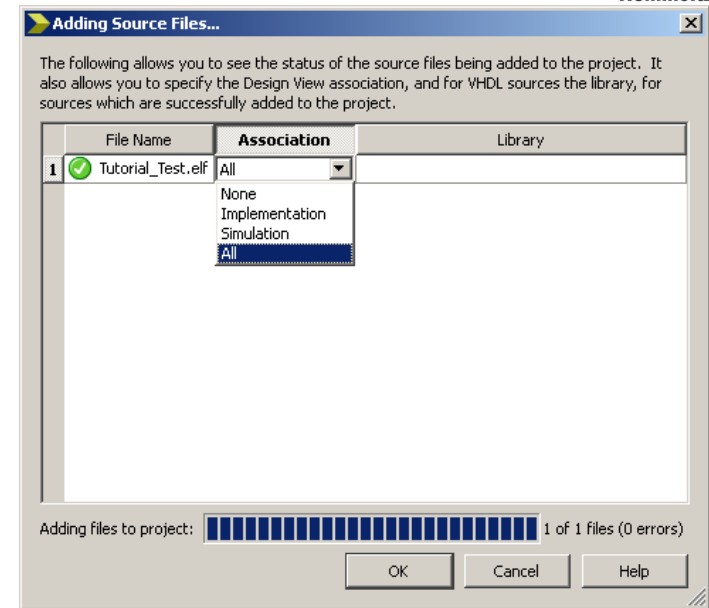 Adding Source Files...
The following allows you to see the status of the source files being added to the project. It
also allows you to specify the Design View association, and for VHDL sources the library, for
sources which are successfully added to the project.
File Name Association Library
1 Tutorial_Test.elf All
None
Implementation
Simulation
All
Adding files to project: 1 of 1 files (0 errors)
OK Cancel Help